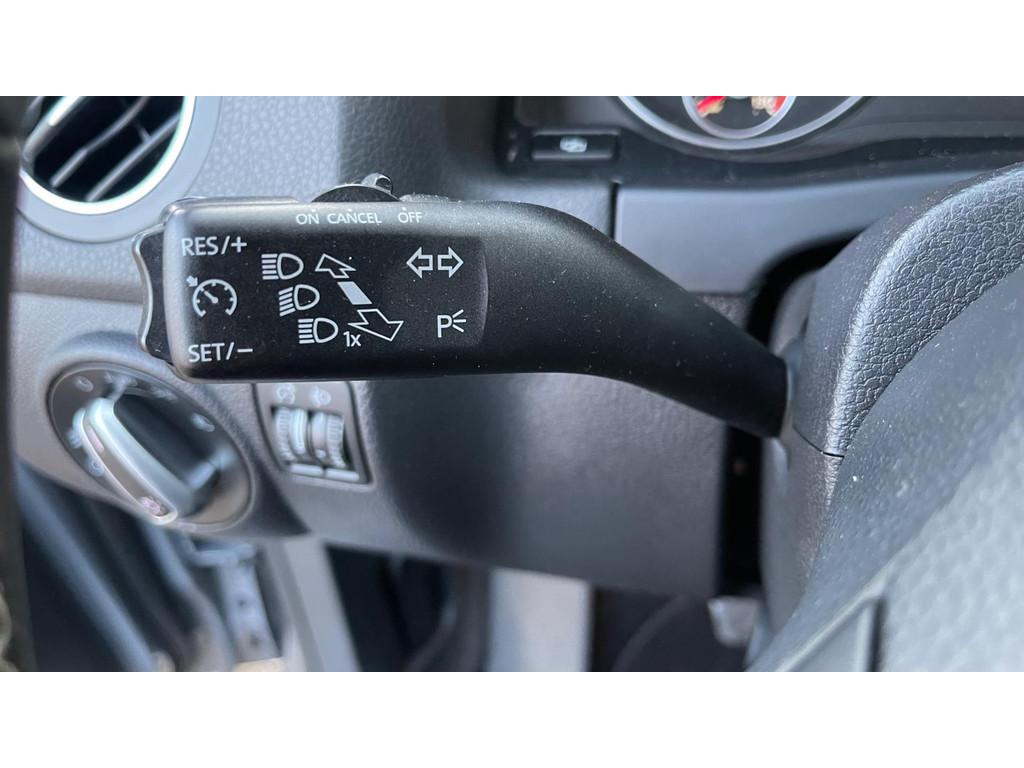 ON CANCEL OFF
RES/+
SET/−
1x
P